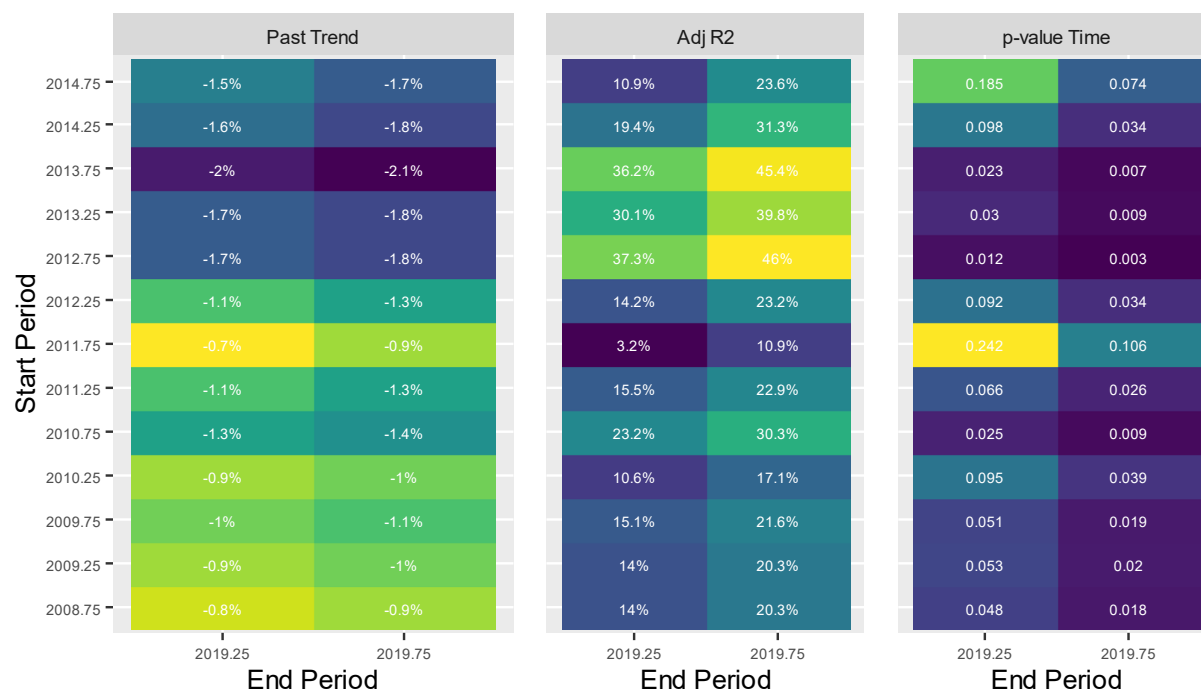 Past Trend Adj R2 p-value Time
2014.75 -1.5% -1.7% 10.9% 23.6% 0.185 0.074
2014.25 -1.6% -1.8% 19.4% 31.3% 0.098 0.034
2013.75 -2% -2.1% 36.2% 45.4% 0.023 0.007
2013.25 -1.7% -1.8% 30.1% 39.8% 0.03 0.009
2012.75 -1.7% -1.8% 37.3% 46% 0.012 0.003
2012.25 -1.1% -1.3% 14.2% 23.2% 0.092 0.034
2011.75 -0.7% -0.9% 3.2% 10.9% 0.242 0.106
2011.25 -1.1% -1.3% 15.5% 22.9% 0.066 0.026
2010.75 -1.3% -1.4% 23.2% 30.3% 0.025 0.009
2010.25 -0.9% -1% 10.6% 17.1% 0.095 0.039
2009.75 -1% -1.1% 15.1% 21.6% 0.051 0.019
2009.25 -0.9% -1% 14% 20.3% 0.053 0.02
2008.75 -0.8% -0.9% 14% 20.3% 0.048 0.018
Start Period
2019.25 2019.75 2019.25 2019.75 2019.25 2019.75
End Period End Period End Period